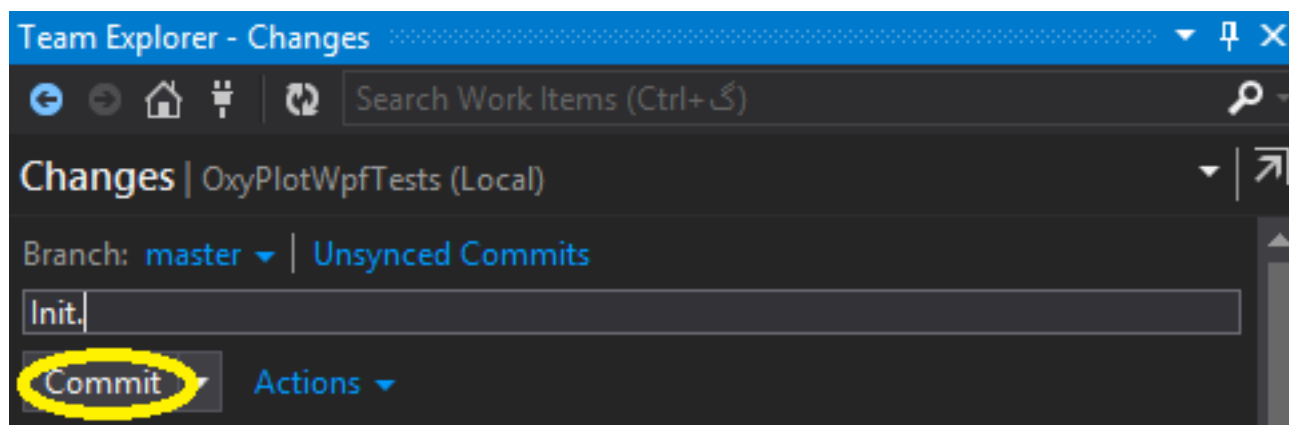 Team Explorer - Changes
Search Work Items (Ctrl+گ)
Changes | OxyPlotWpfTests (Local)
Branch: master | Unsynced Commits
Init.
Commit Actions